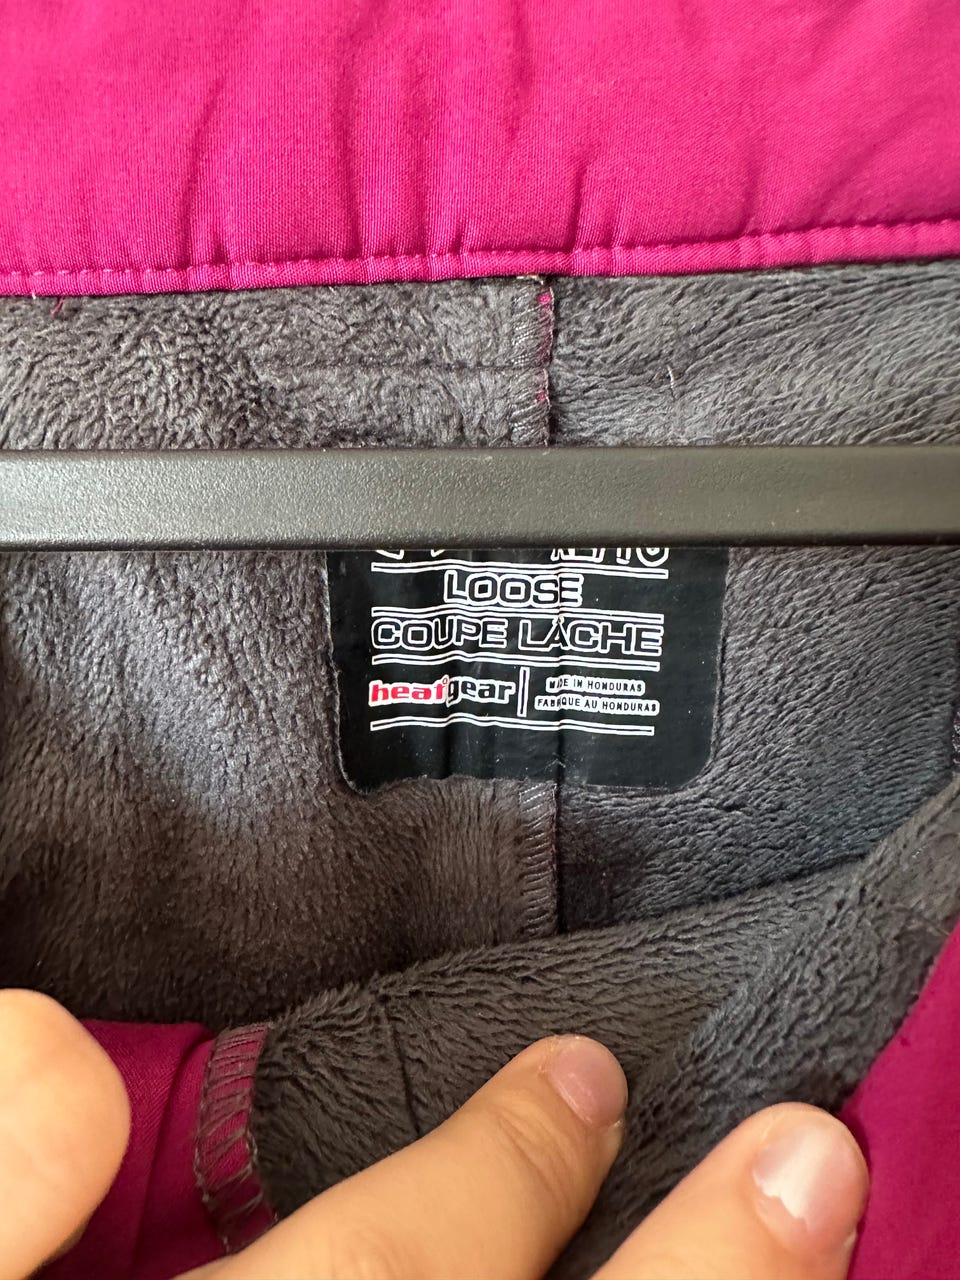 LOOSE
COUPE LÂCHE
heatgear
MADE IN HONDURAS
FABRIQUE AU HONDURAS